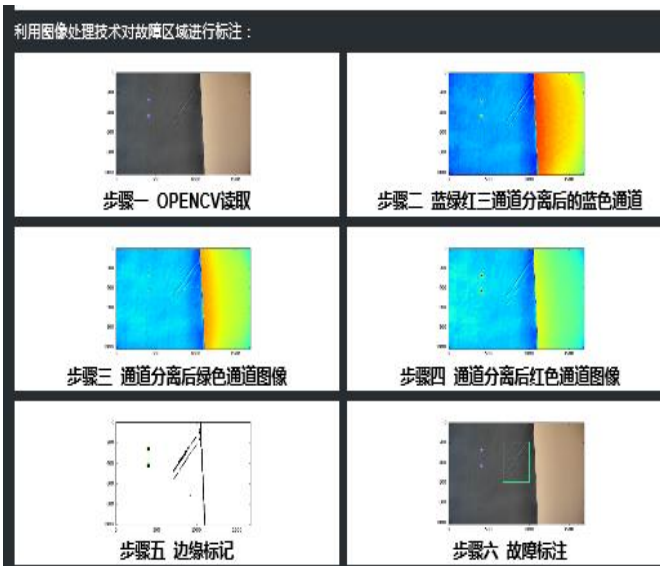 利用图像处理技术对故障区域进行标注：
步骤一 OPENCV读取
步骤二 蓝绿红三通道分离后的蓝色通道
步骤三 通道分离后绿色通道图像
步骤四 通道分离后红色通道图像
步骤五 边缘标记
步骤六 故障标注